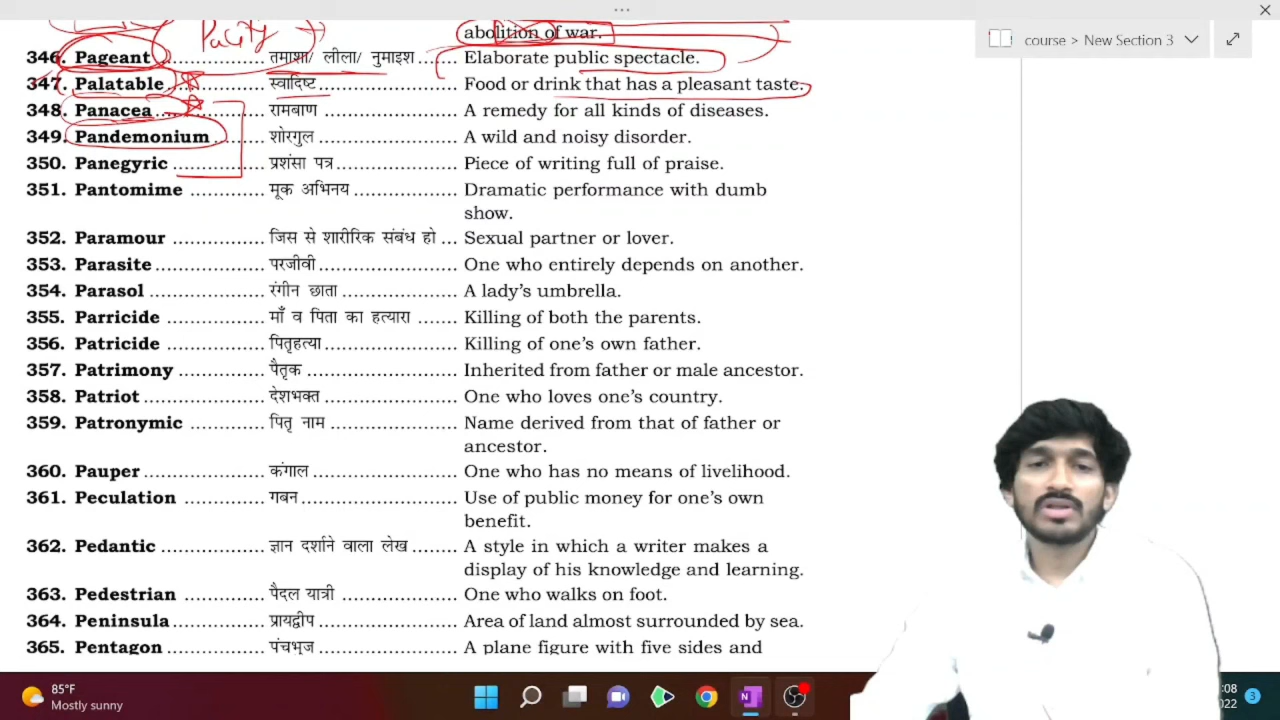 abolition of war.
Pacify
course > New Section 3
346. Pageant ................ तमाशा/ लीला/ नुमाइश ...... Elaborate public spectacle.
347. Palatable ................ स्वादिष्ट ........................ Food or drink that has a pleasant taste.
348. Panacea ................ रामबाण ........................ A remedy for all kinds of diseases.
349. Pandemonium ......... शोरगुल ........................ A wild and noisy disorder.
350. Panegyric ............... प्रशंसा पत्र ..................... Piece of writing full of praise.
351. Pantomime ............ मूक अभिनय .................. Dramatic performance with dumb
show.
352. Paramour ............... जिस से शारीरिक संबंध हो ... Sexual partner or lover.
353. Parasite .................. परजीवी ........................ One who entirely depends on another.
354. Parasol ................... रंगीन छाता .................... A lady's umbrella.
355. Parricide ................ माँ व पिता का हत्यारा ....... Killing of both the parents.
356. Patricide ................ पितृहत्या ........................ Killing of one's own father.
357. Patrimony .............. पैतृक .......................... Inherited from father or male ancestor.
358. Patriot .................... देशभक्त ........................ One who loves one's country.
359. Patronymic ............ पितृ नाम ...................... Name derived from that of father or
ancestor.
360. Pauper ................... कंगाल .......................... One who has no means of livelihood.
361. Peculation .............. गबन ............................ Use of public money for one's own
benefit.
362. Pedantic ................. ज्ञान दर्शाने वाला लेख ........ A style in which a writer makes a
display of his knowledge and learning.
363. Pedestrian .............. पैदल यात्री .................... One who walks on foot.
364. Peninsula ............... प्रायद्वीप ....................... Area of land almost surrounded by sea.
365. Pentagon ................ पंचभुज ........................ A plane figure with five sides and
85°F
Mostly sunny
:08
022
3